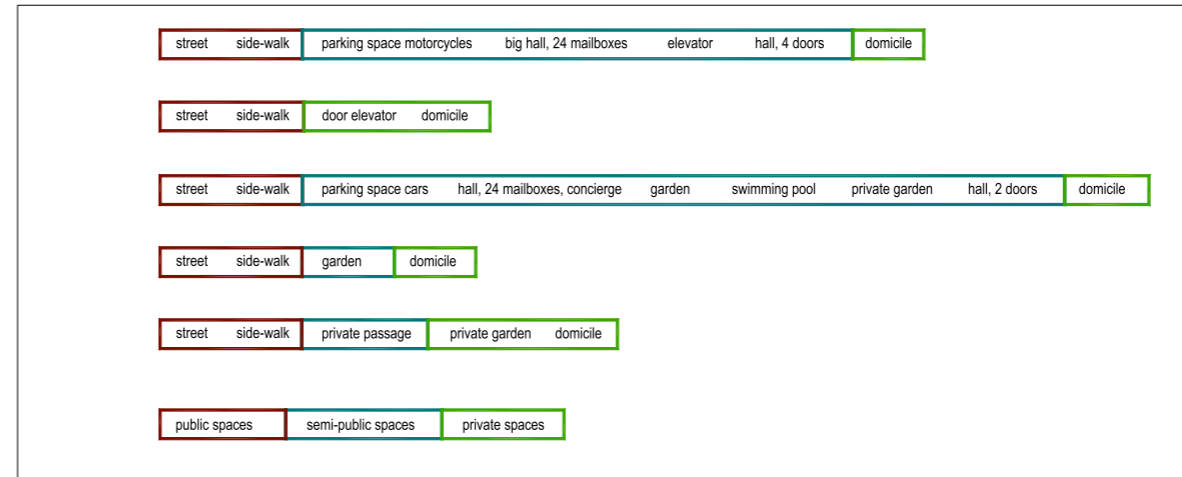 street side-walk parking space motorcycles big hall, 24 mailboxes elevator hall, 4 doors domicile
street side-walk door elevator domicile
street side-walk parking space cars hall, 24 mailboxes, concierge garden swimming pool private garden hall, 2 doors domicile
street side-walk garden domicile
street side-walk private passage private garden domicile
public spaces semi-public spaces private spaces